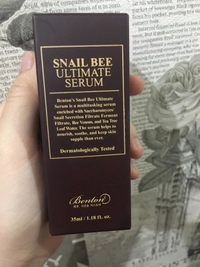 SNAIL BEE
ULTIMATE
SERUM
Benton's Snail Bee Ultimate
Serum is a multitasking serum
enriched with Saccharomyces
Snail Secretion Filtrate Ferment
Filtrate, Bee Venom, and Tea Tree
Leaf Water. The serum helps to
nourish, soothe, and keep skin
supple than ever.
Dermatologically Tested
Benton
35ml / 1.18 fl. oz.